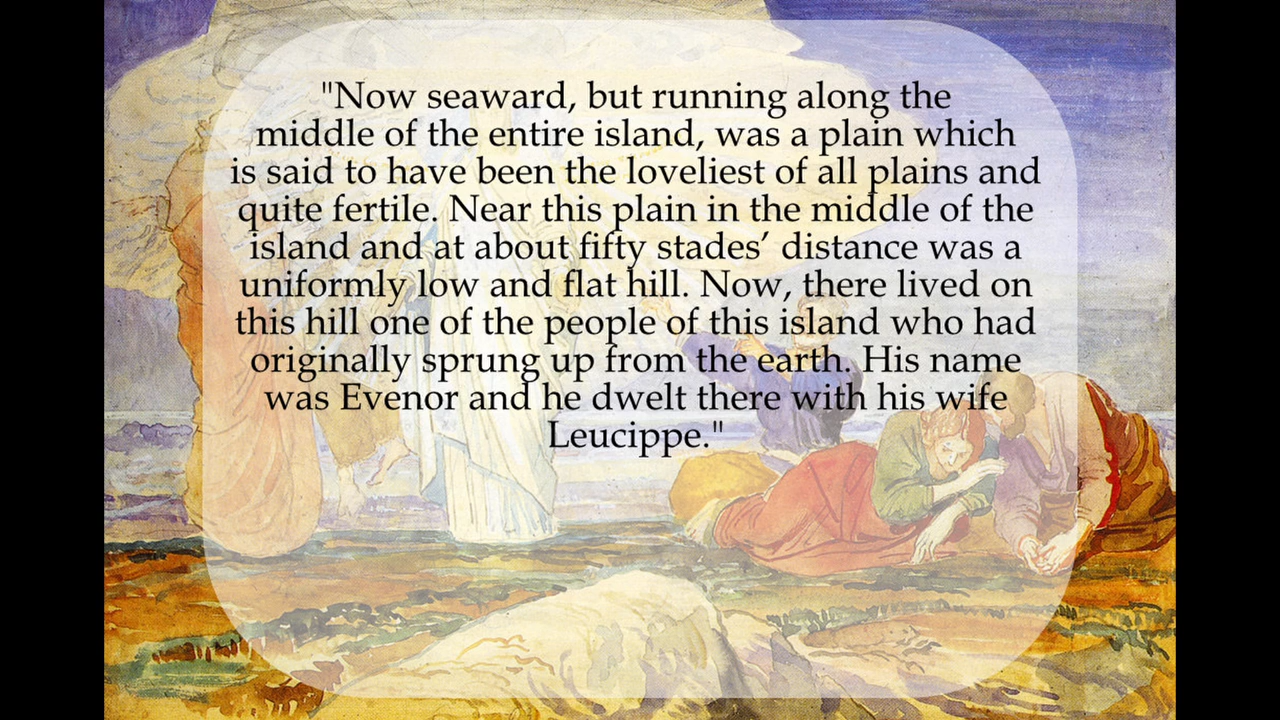 "Now seaward, but running along the
middle of the entire island, was a plain which
is said to have been the loveliest of all plains and
quite fertile. Near this plain in the middle of the
island and at about fifty stades’ distance was a
uniformly low and flat hill. Now, there lived on
this hill one of the people of this island who had
originally sprung up from the earth. His name
was Evenor and he dwelt there with his wife
Leucippe."